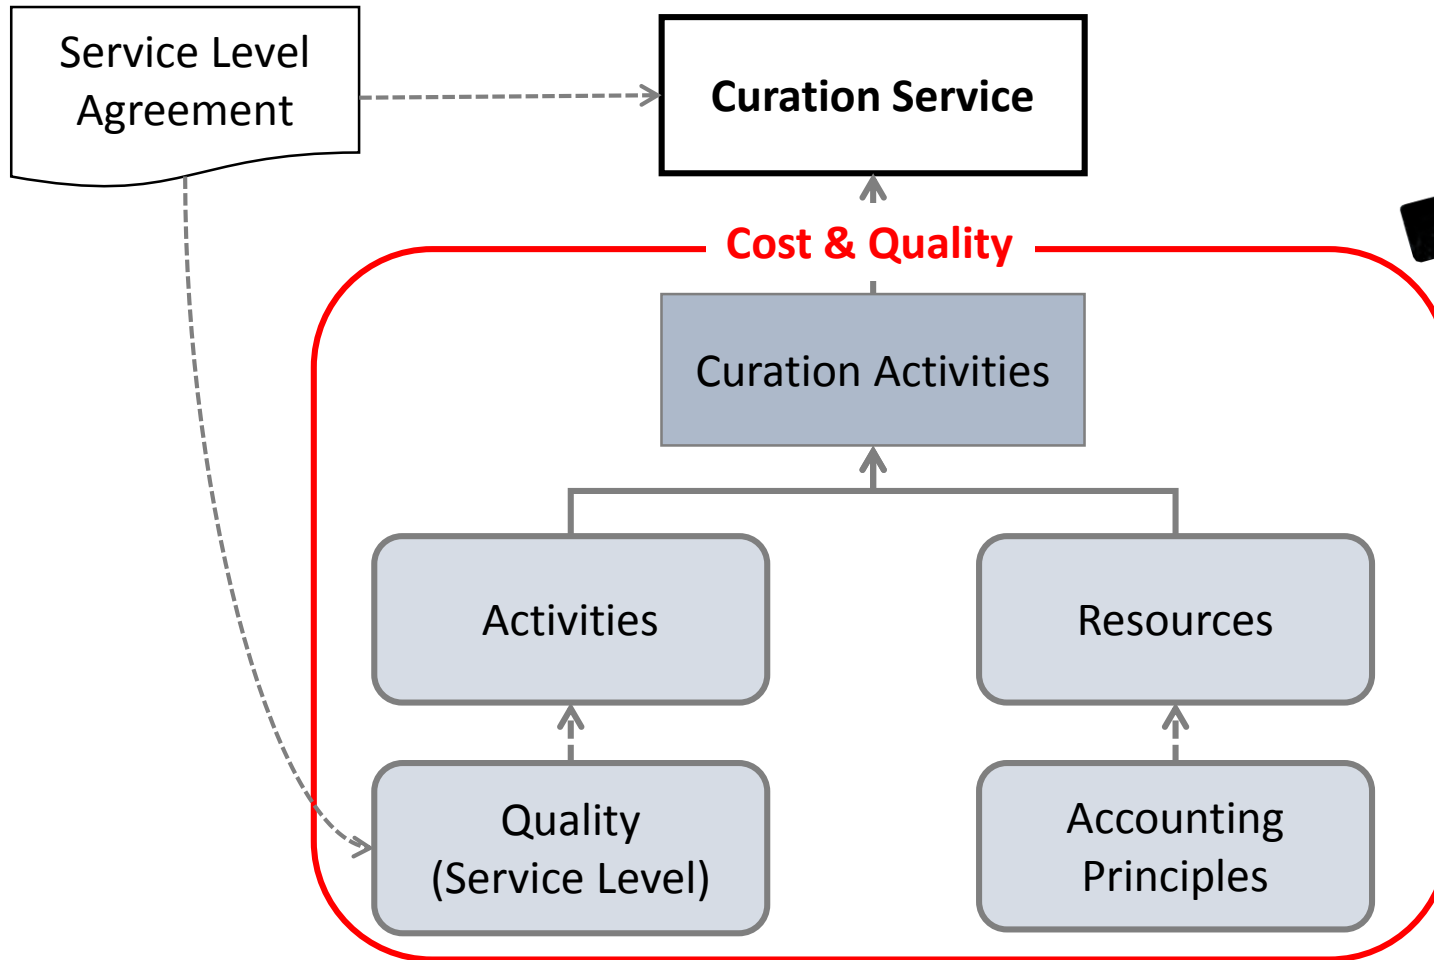 Service Level
Agreement
Curation Service
Cost & Quality
Curation Activities
Activities
Resources
Quality
(Service Level)
Accounting
Principles